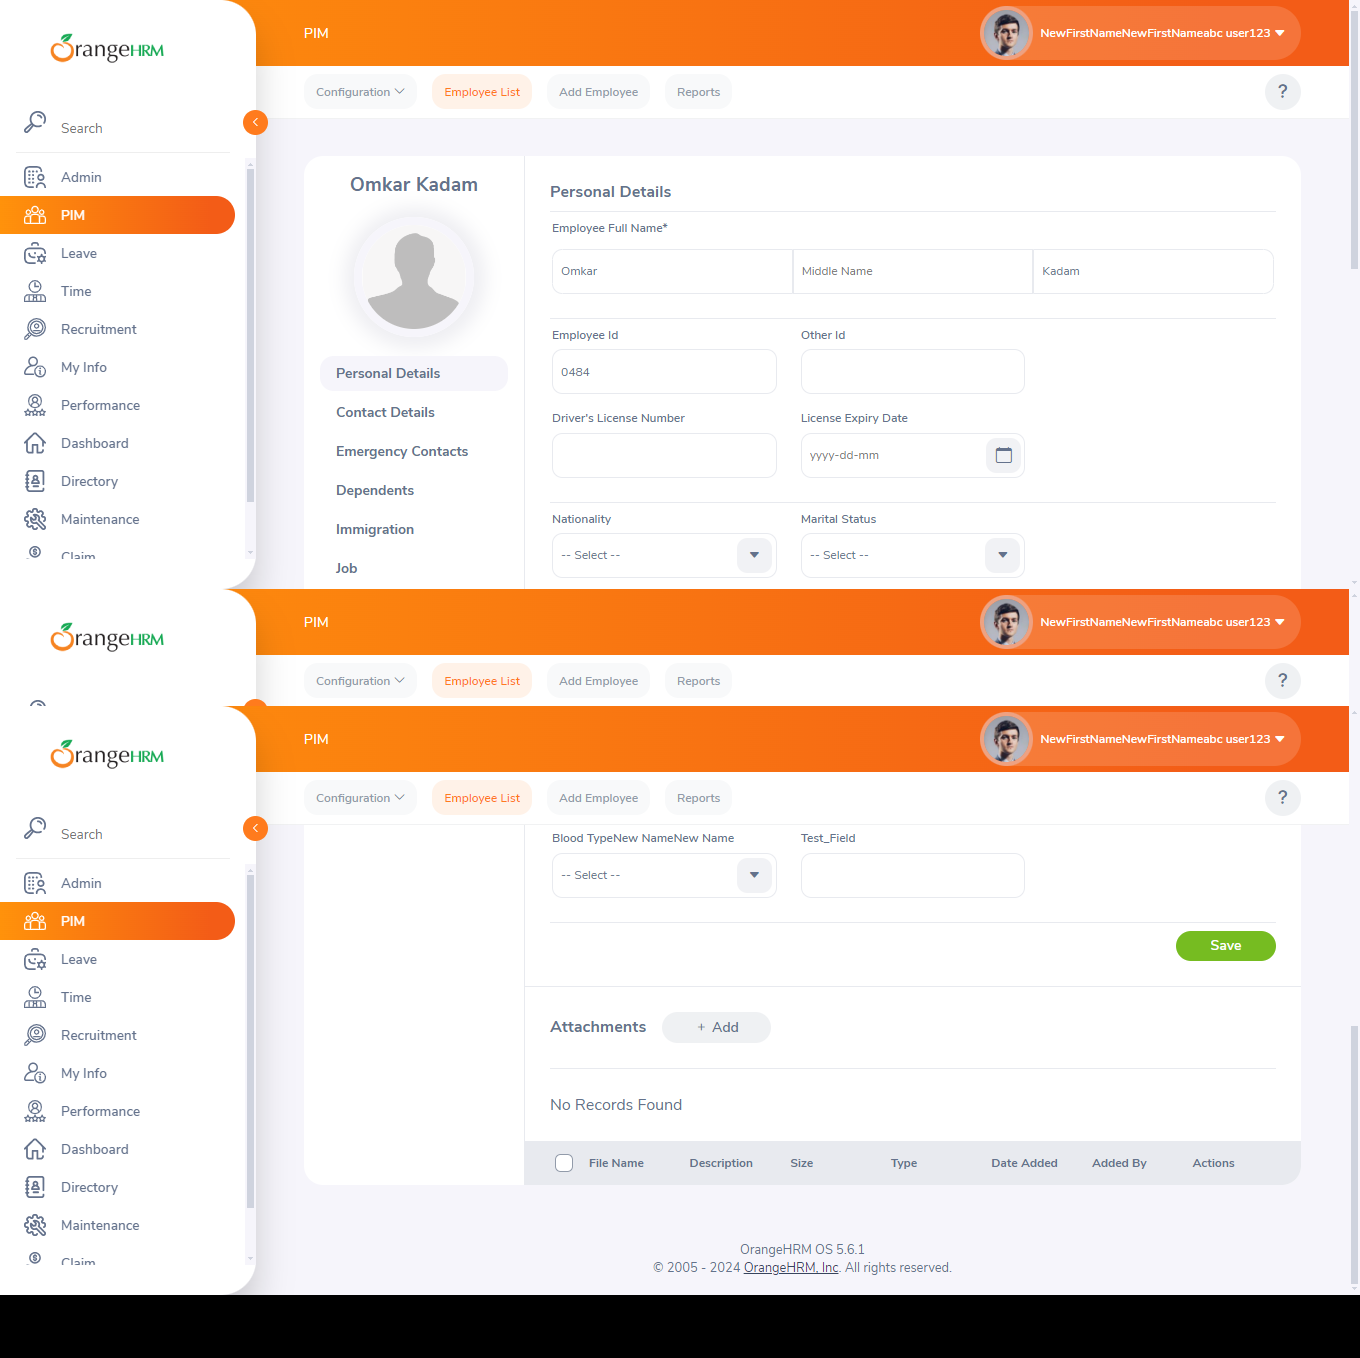 OrangeHRM
PIM
NewFirstNameNewFirstNameabc user123
Configuration
Employee List
Add Employee
Reports
?
Search
Admin
PIM
Leave
Time
Recruitment
My Info
Performance
Dashboard
Directory
Maintenance
Claim
Omkar Kadam
Personal Details
Contact Details
Emergency Contacts
Dependents
Immigration
Job
Personal Details
Employee Full Name*
Omkar
Middle Name
Kadam
Employee Id
Other Id
0484
Driver's License Number
License Expiry Date
yyyy-dd-mm
Nationality
Marital Status
-- Select --
-- Select --
OrangeHRM
PIM
NewFirstNameNewFirstNameabc user123
Configuration
Employee List
Add Employee
Reports
?
OrangeHRM
PIM
NewFirstNameNewFirstNameabc user123
Configuration
Employee List
Add Employee
Reports
?
Search
Admin
PIM
Leave
Time
Recruitment
My Info
Performance
Dashboard
Directory
Maintenance
Claim
Blood TypeNew NameNew Name
Test_Field
-- Select --
Save
Attachments
+ Add
No Records Found
File Name
Description
Size
Type
Date Added
Added By
Actions
OrangeHRM OS 5.6.1
© 2005 - 2024 OrangeHRM, Inc. All rights reserved.